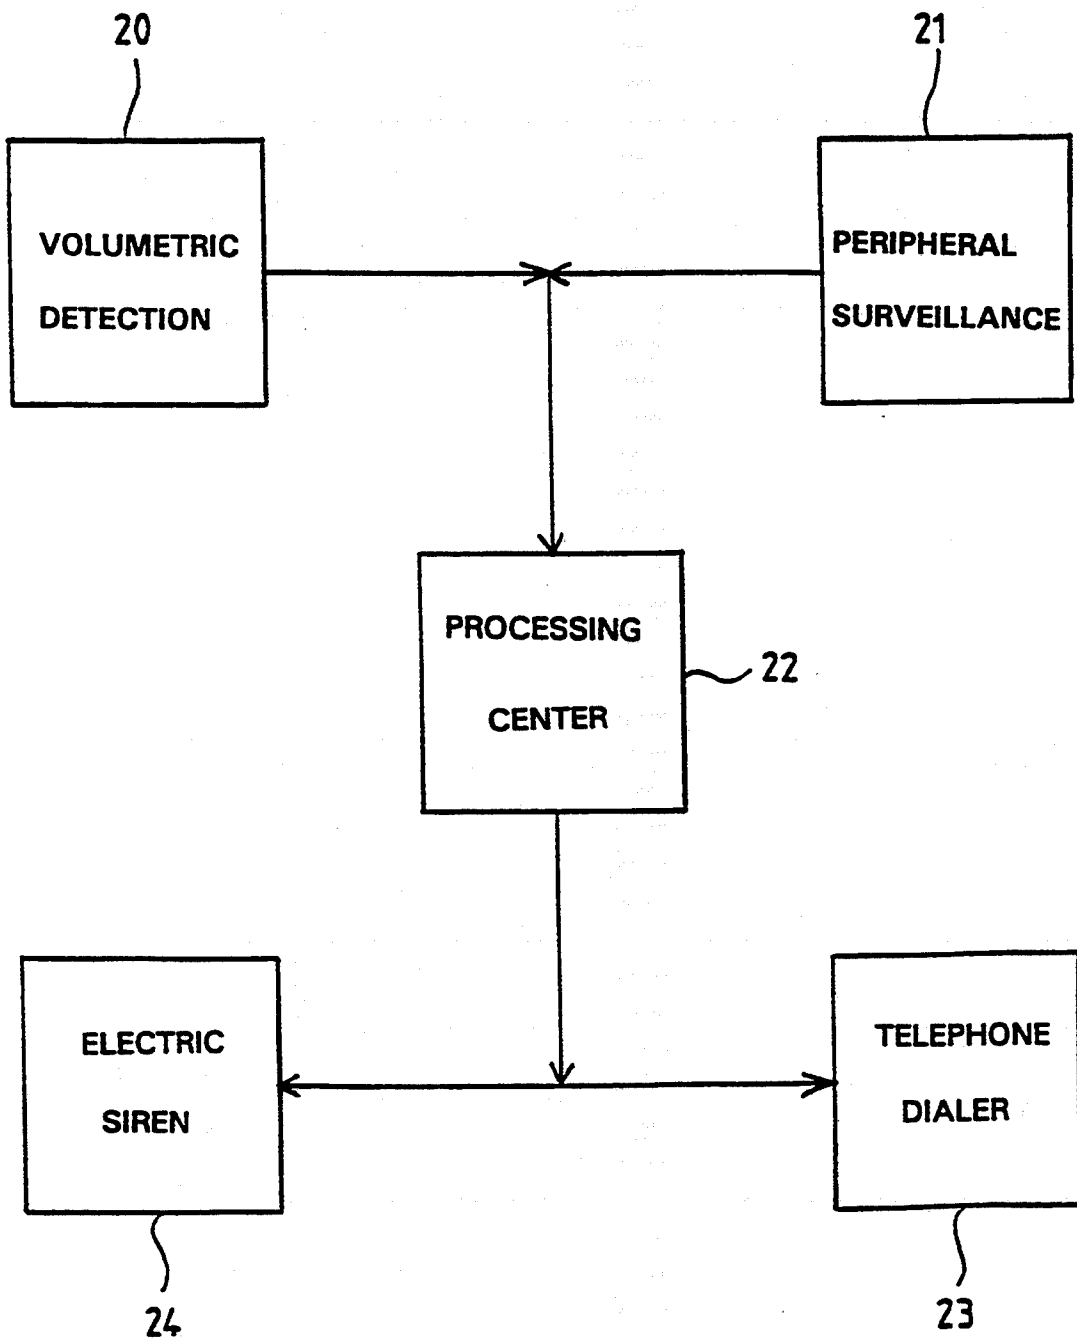 20
21
VOLUMETRIC
DETECTION
PERIPHERAL
SURVEILLANCE
PROCESSING
CENTER
22
ELECTRIC
SIREN
TELEPHONE
DIALER
24
23